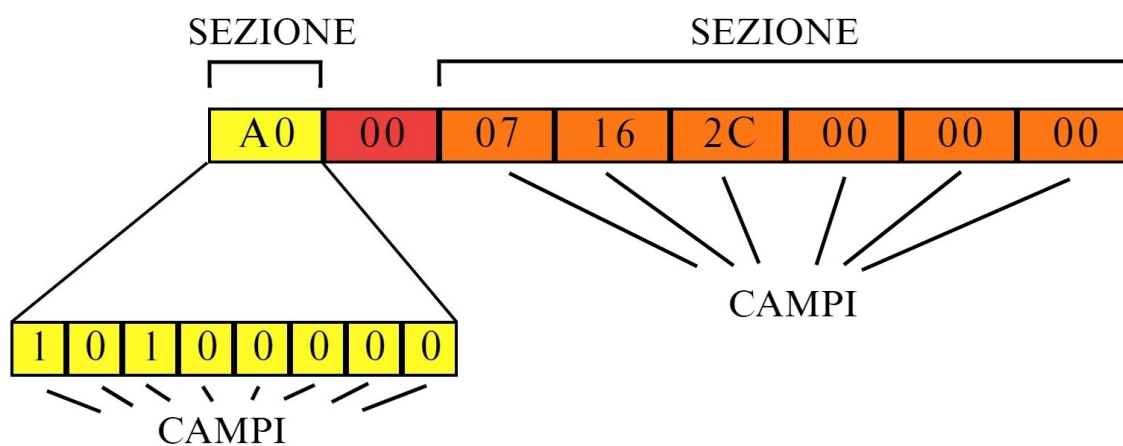 SEZIONE SEZIONE
A0 00 07 16 2C 00 00 00
CAMPI
1 0 1 0 0 0 0 0
CAMPI